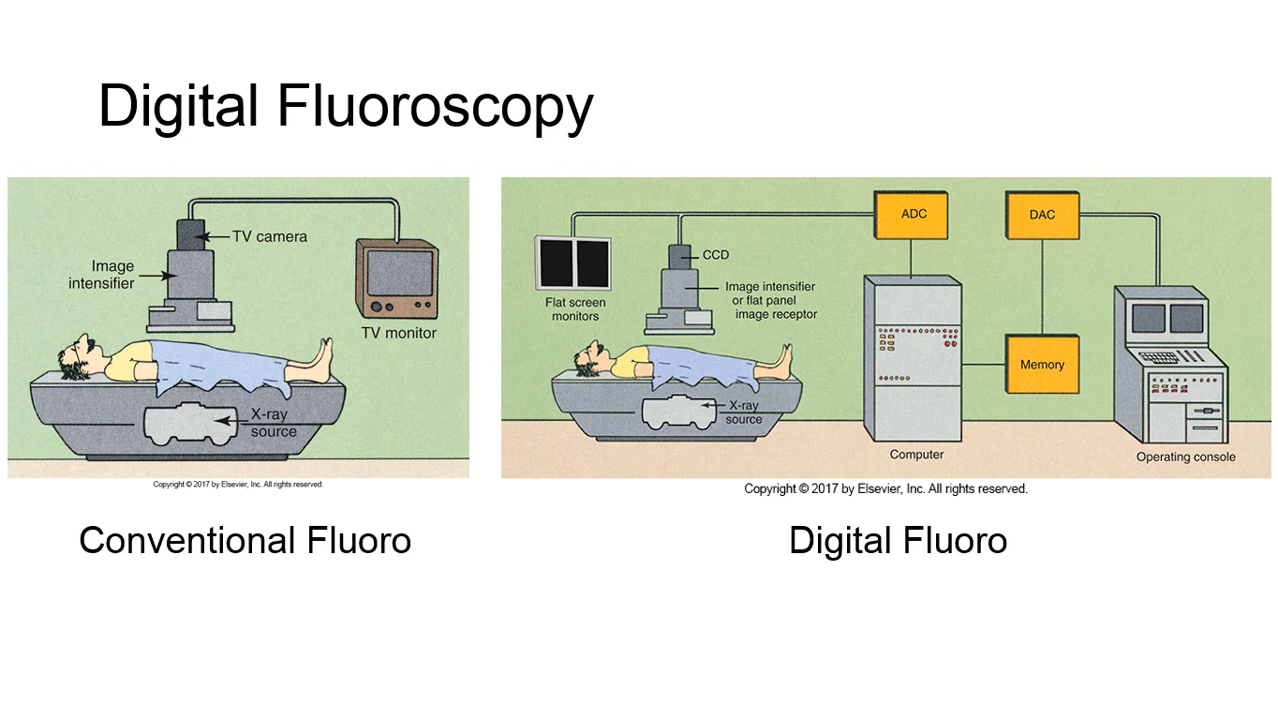 Digital Fluoroscopy
TV camera
Image
intensifier
TV monitor
X-ray
source
Copyright © 2017 by Elsevier, Inc. All rights reserved.
Conventional Fluoro
ADC
DAC
CCD
Image intensifier
or flat panel
image receptor
Flat screen
monitors
Memory
X-ray
source
Computer
Operating console
Copyright © 2017 by Elsevier, Inc. All rights reserved.
Digital Fluoro